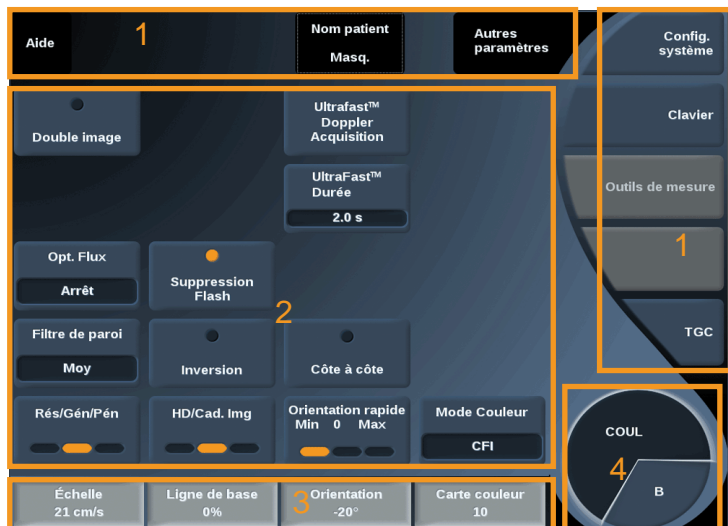 Aide
1
Nom patient
Masq.
Autres
paramètres
Config.
système
Clavier
Outils de mesure
1
TGC
Double image
Ultrafast™
Doppler
Acquisition
UltraFast™
Durée
2.0 s
Opt. Flux
Arrêt
Suppression
Flash
2
Filtre de paroi
Moy
Inversion
Côte à côte
Rés/Gén/Pén
HD/Cad. Img
Orientation rapide
Min 0 Max
Mode Couleur
CFI
COUL
4
B
Échelle
21 cm/s
Ligne de base
0%
3
Orientation
-20°
Carte couleur
10